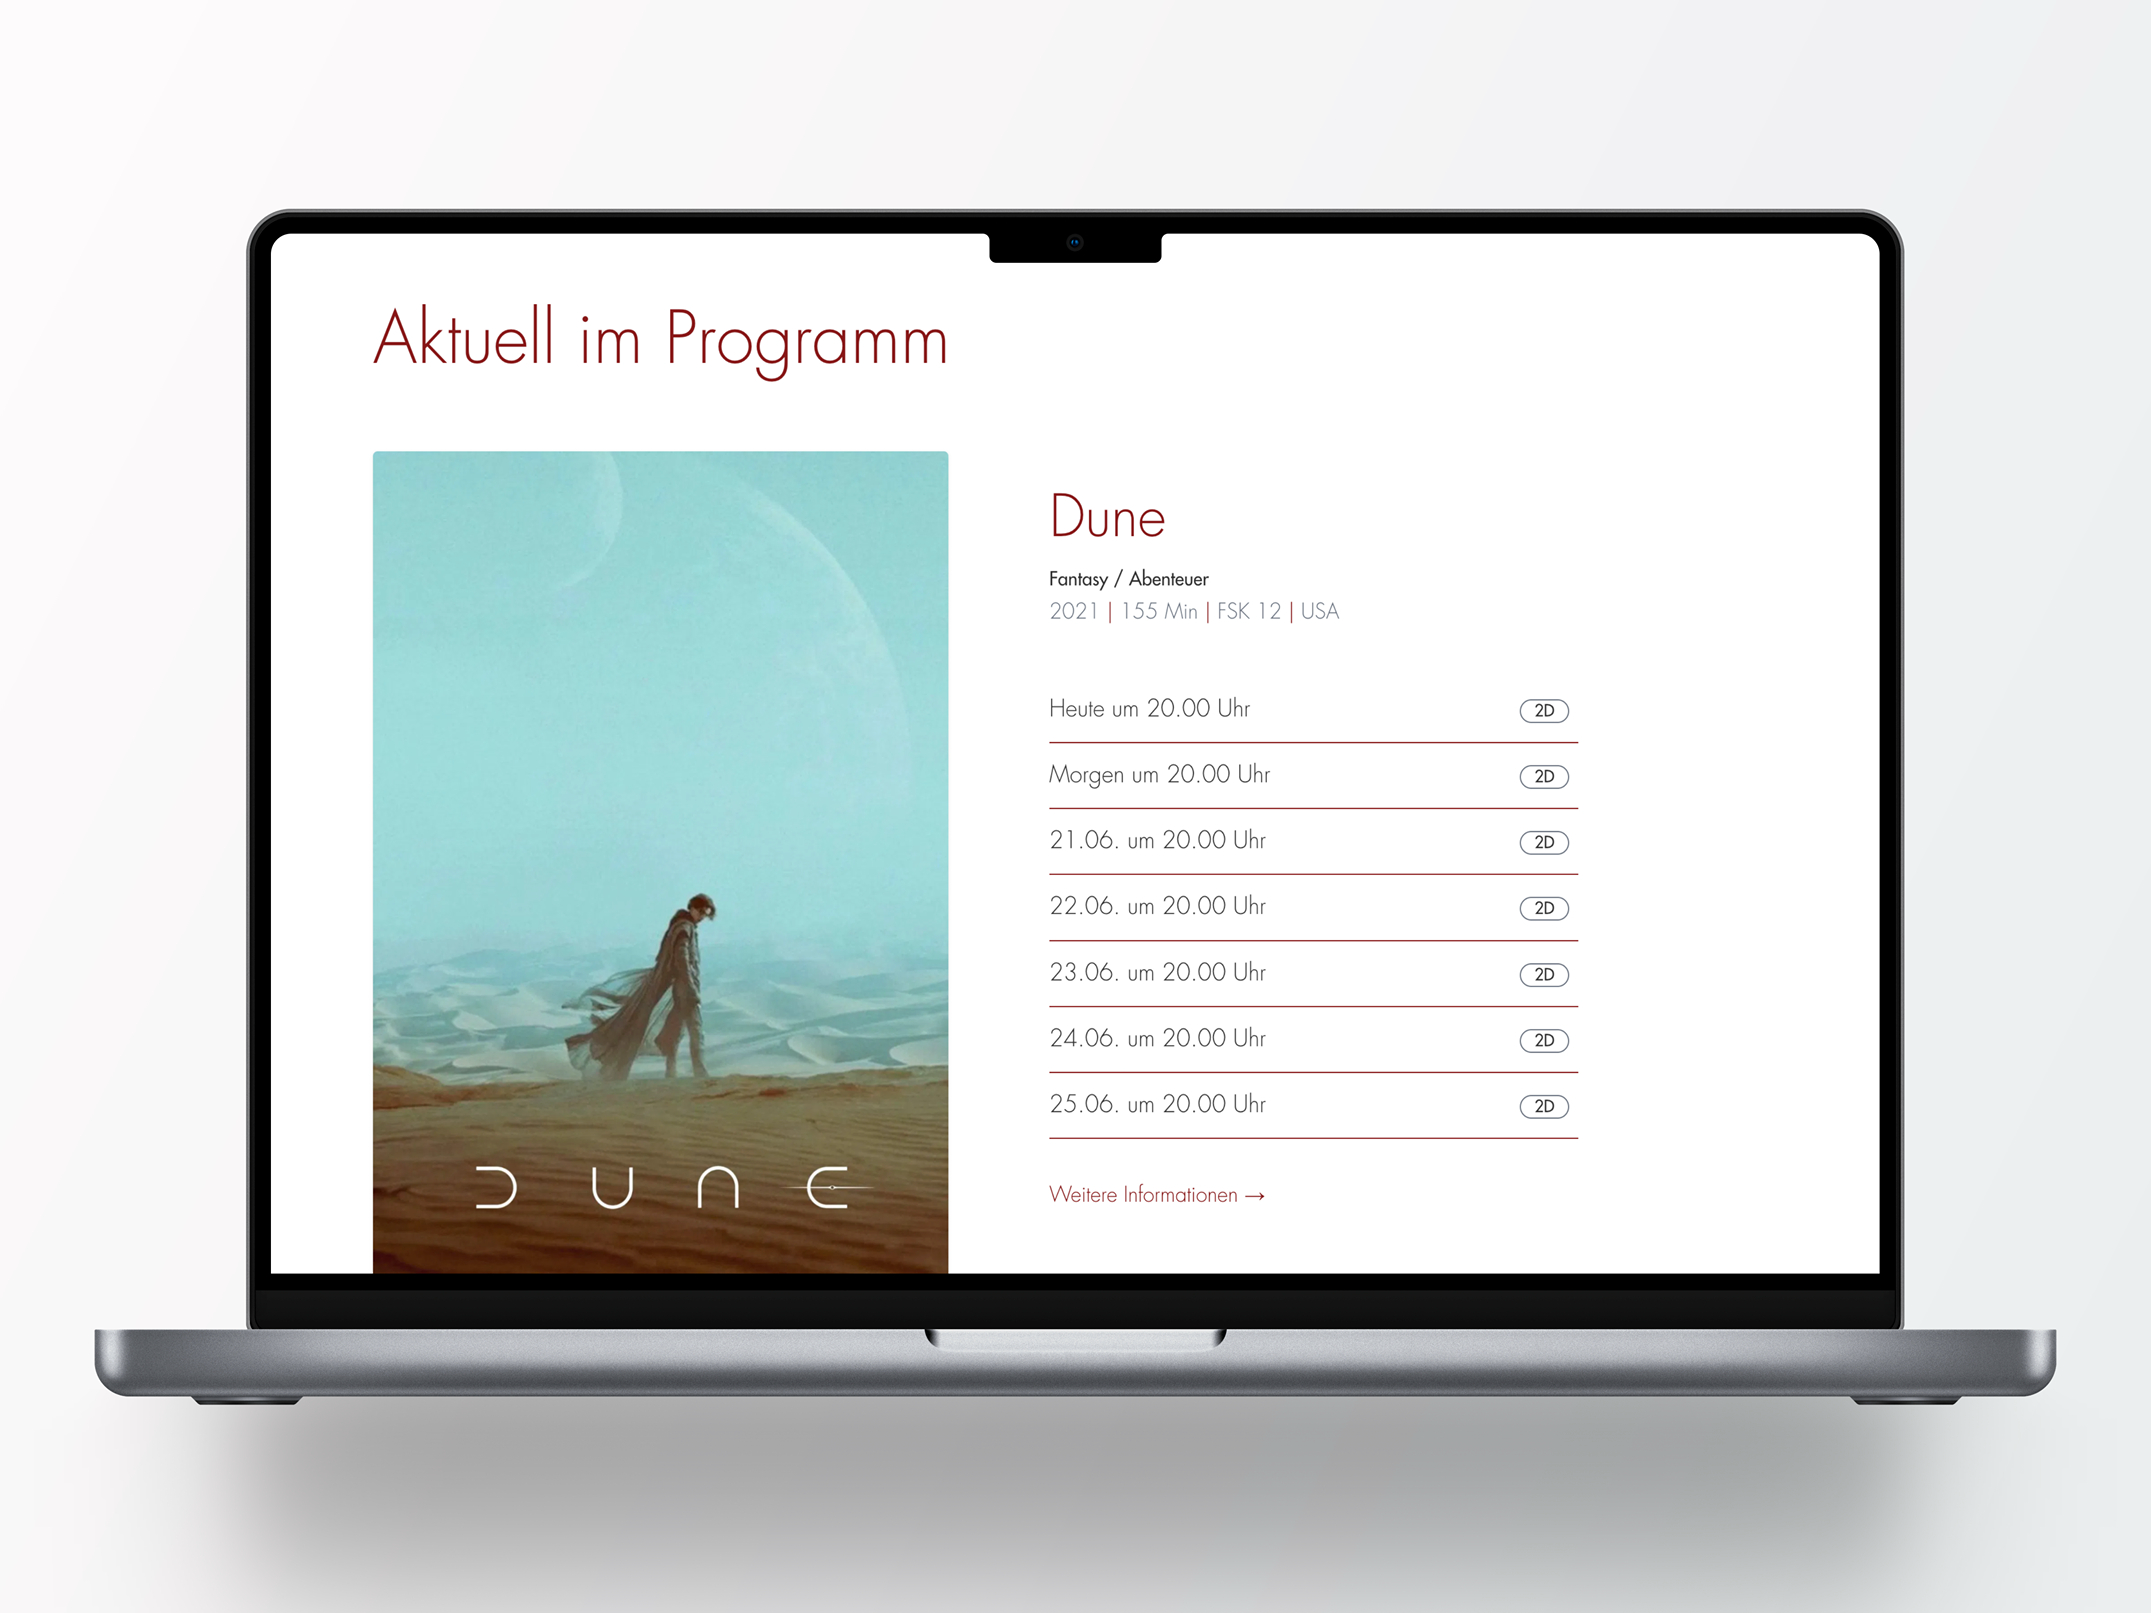 Aktuell im Programm
DUNE
Dune
Fantasy / Abenteuer
2021 | 155 Min | FSK 12 | USA
Heute um 20.00 Uhr 2D
Morgen um 20.00 Uhr 2D
21.06. um 20.00 Uhr 2D
22.06. um 20.00 Uhr 2D
23.06. um 20.00 Uhr 2D
24.06. um 20.00 Uhr 2D
25.06. um 20.00 Uhr 2D
Weitere Informationen →